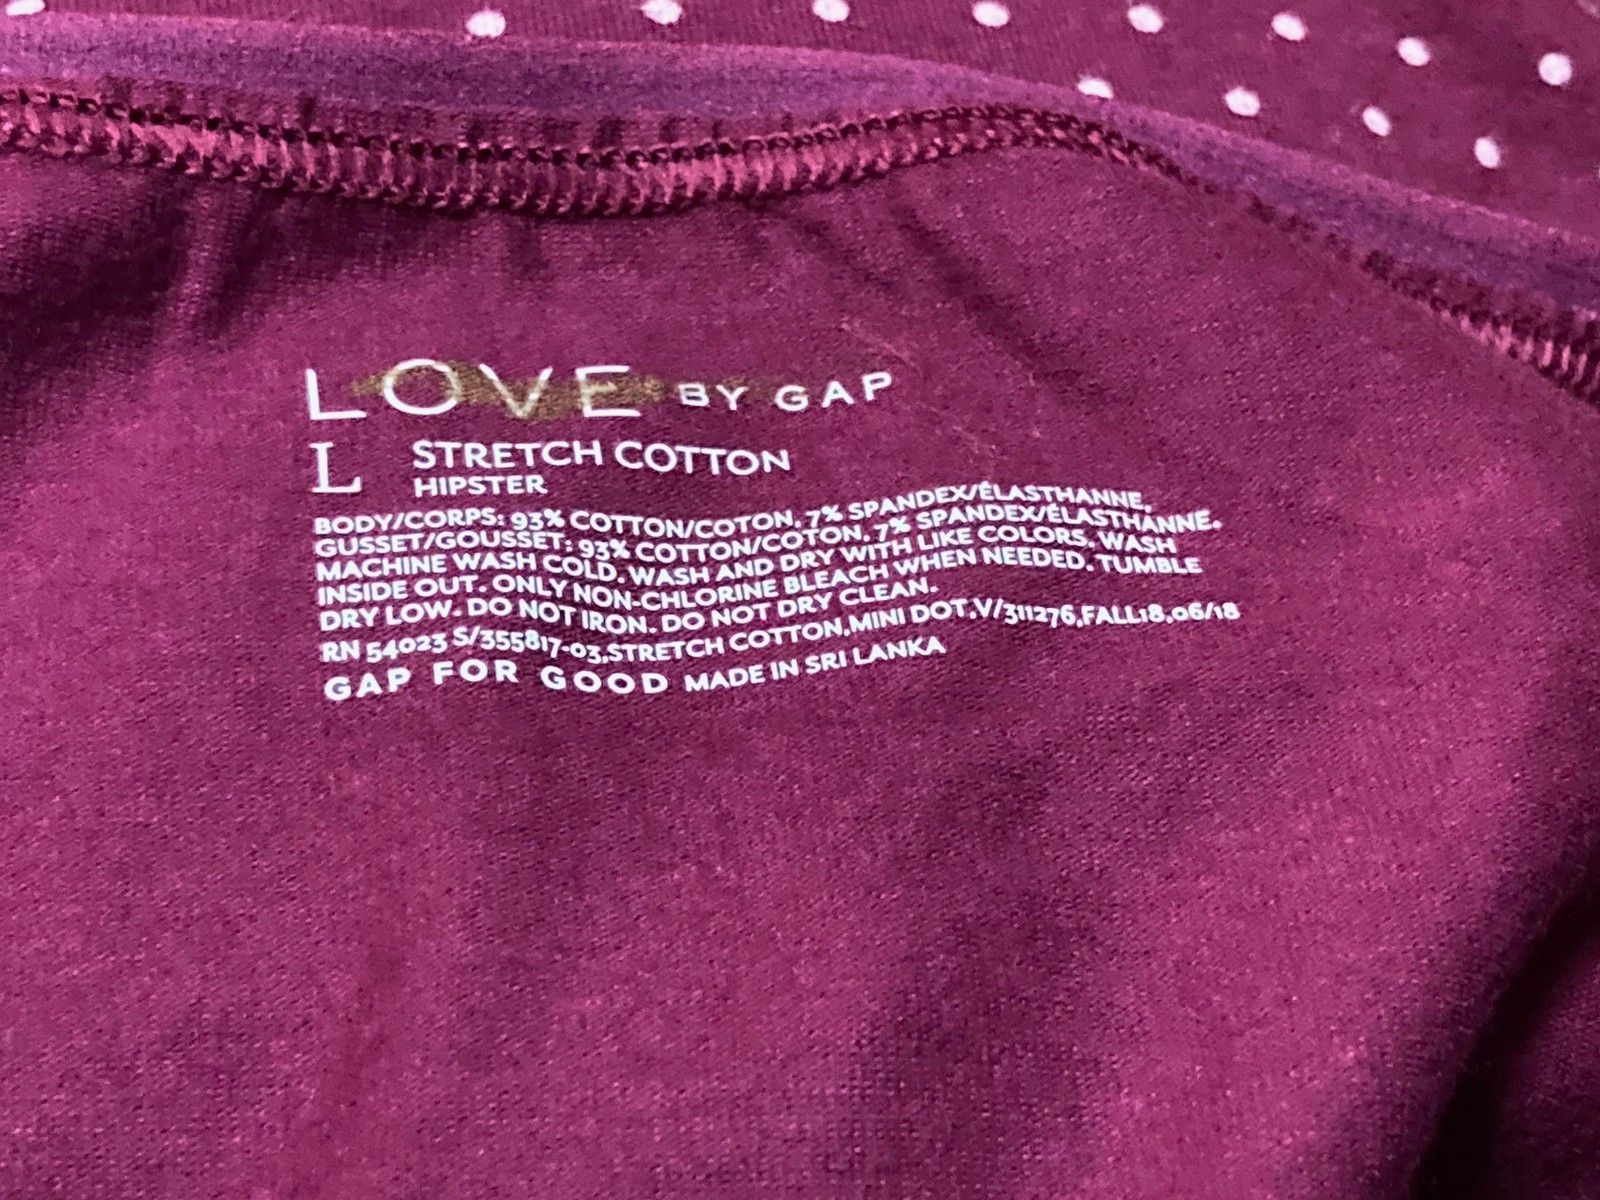 LOVE BY GAP
L STRETCH COTTON
HIPSTER
BODY/CORPS: 93% COTTON/COTON, 7% SPANDEX/ÉLASTHANNE,
GUSSET/GOUSSET: 93% COTTON/COTON, 7% SPANDEX/ÉLASTHANNE.
MACHINE WASH COLD. WASH AND DRY WITH LIKE COLORS. WASH
INSIDE OUT. ONLY NON-CHLORINE BLEACH WHEN NEEDED. TUMBLE
DRY LOW. DO NOT IRON. DO NOT DRY CLEAN.
RN 54023 S/355817-03,STRETCH COTTON,MINI DOT,V/311276,FALL18,06/18
GAP FOR GOOD MADE IN SRI LANKA